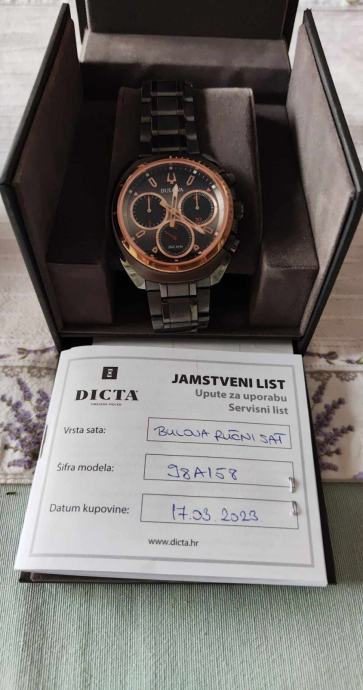 BULOVA
DICTA
JAMSTVENI LIST
Upute za uporabu
Servisni list
Vrsta sata: BULOVA RUČNI SAT
Šifra modela: 98A158
Datum kupovine: 17.03.2023
www.dicta.hr